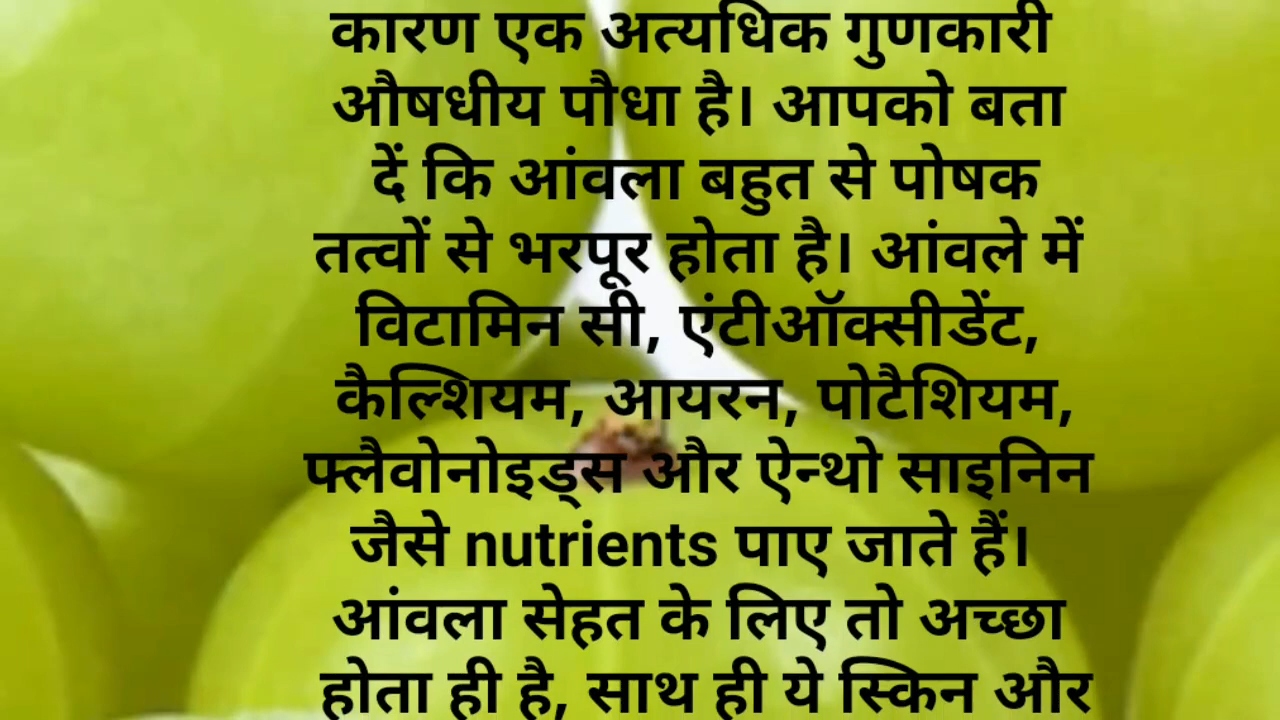 कारण एक अत्यधिक गुणकारी
औषधीय पौधा है। आपको बता
दें कि आंवला बहुत से पोषक
तत्वों से भरपूर होता है। आंवले में
विटामिन सी, एंटीऑक्सीडेंट,
कैल्शियम, आयरन, पोटैशियम,
फ्लैवोनोइड्स और ऐन्थो साइनिन
जैसे nutrients पाए जाते हैं।
आंवला सेहत के लिए तो अच्छा
होता ही है, साथ ही ये स्किन और